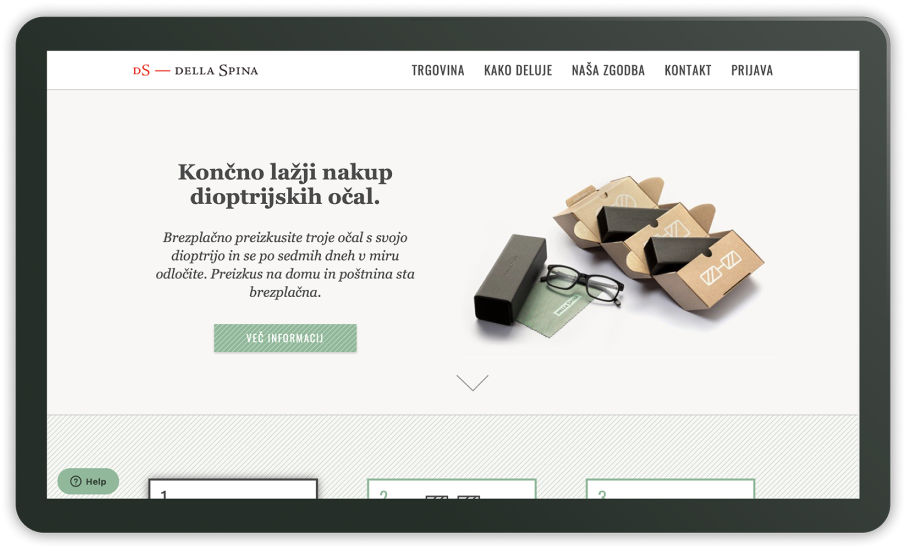 DS — DELLA SPINA
TRGOVINA KAKO DELUJE NAŠA ZGODBA KONTAKT PRIJAVA
Končno lažji nakup
dioptrijskih očal.
Brezplačno preizkusite troje očal s svojo
dioptrijo in se po sedmih dneh v miru
odločite. Preizkus na domu in poštnina sta
brezplačna.
VEČ INFORMACIJ
Help
1 2 3